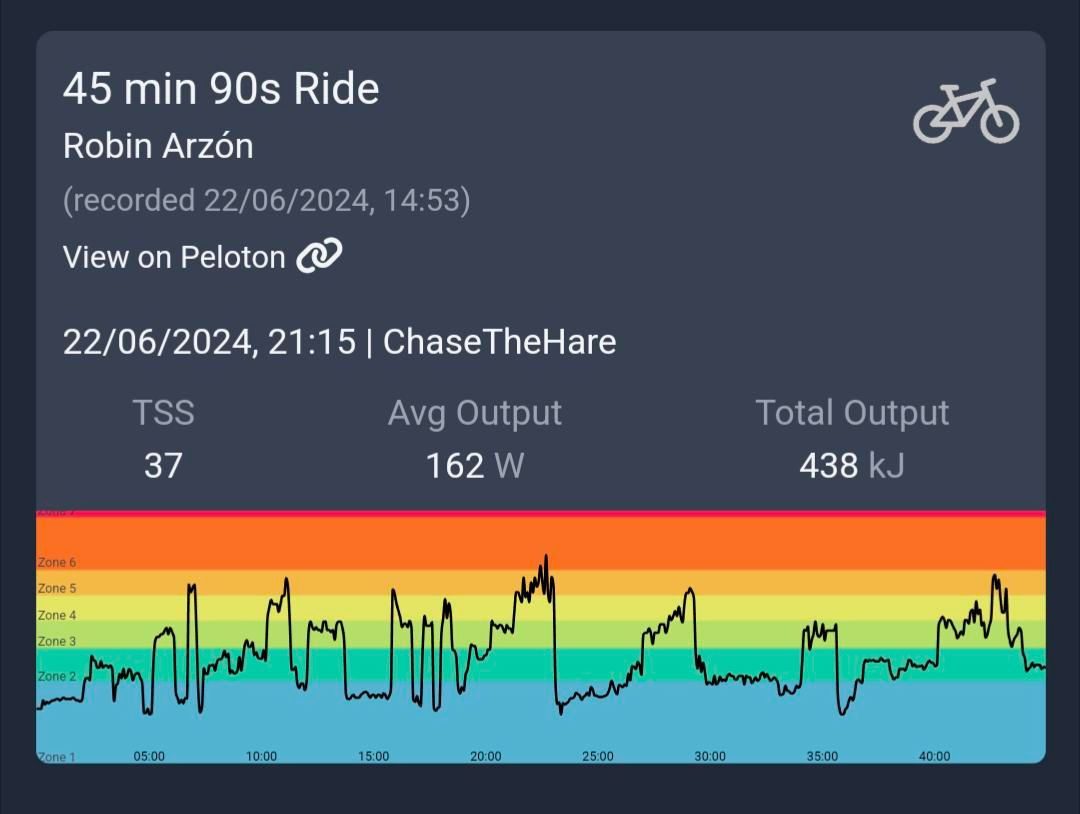 45 min 90s Ride
Robin Arzón
(recorded 22/06/2024, 14:53)
View on Peloton
22/06/2024, 21:15 | ChaseTheHare
TSS Avg Output Total Output
37 162 W 438 kJ
Zone 7
Zone 6
Zone 5
Zone 4
Zone 3
Zone 2
Zone 1 05:00 10:00 15:00 20:00 25:00 30:00 35:00 40:00